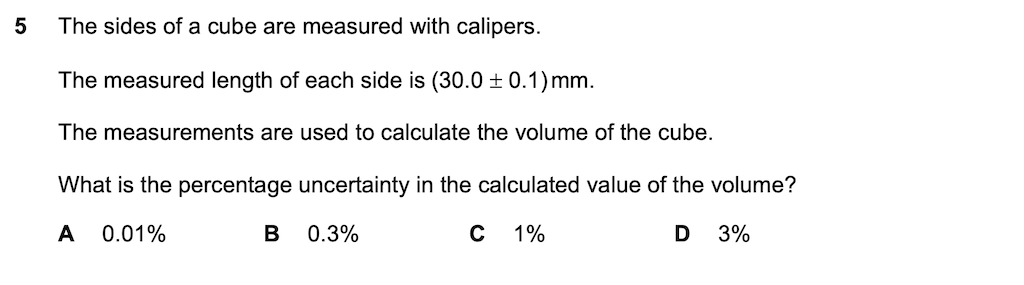 5 The sides of a cube are measured with calipers.
The measured length of each side is (30.0 ± 0.1) mm.
The measurements are used to calculate the volume of the cube.
What is the percentage uncertainty in the calculated value of the volume?
A 0.01% B 0.3% C 1% D 3%